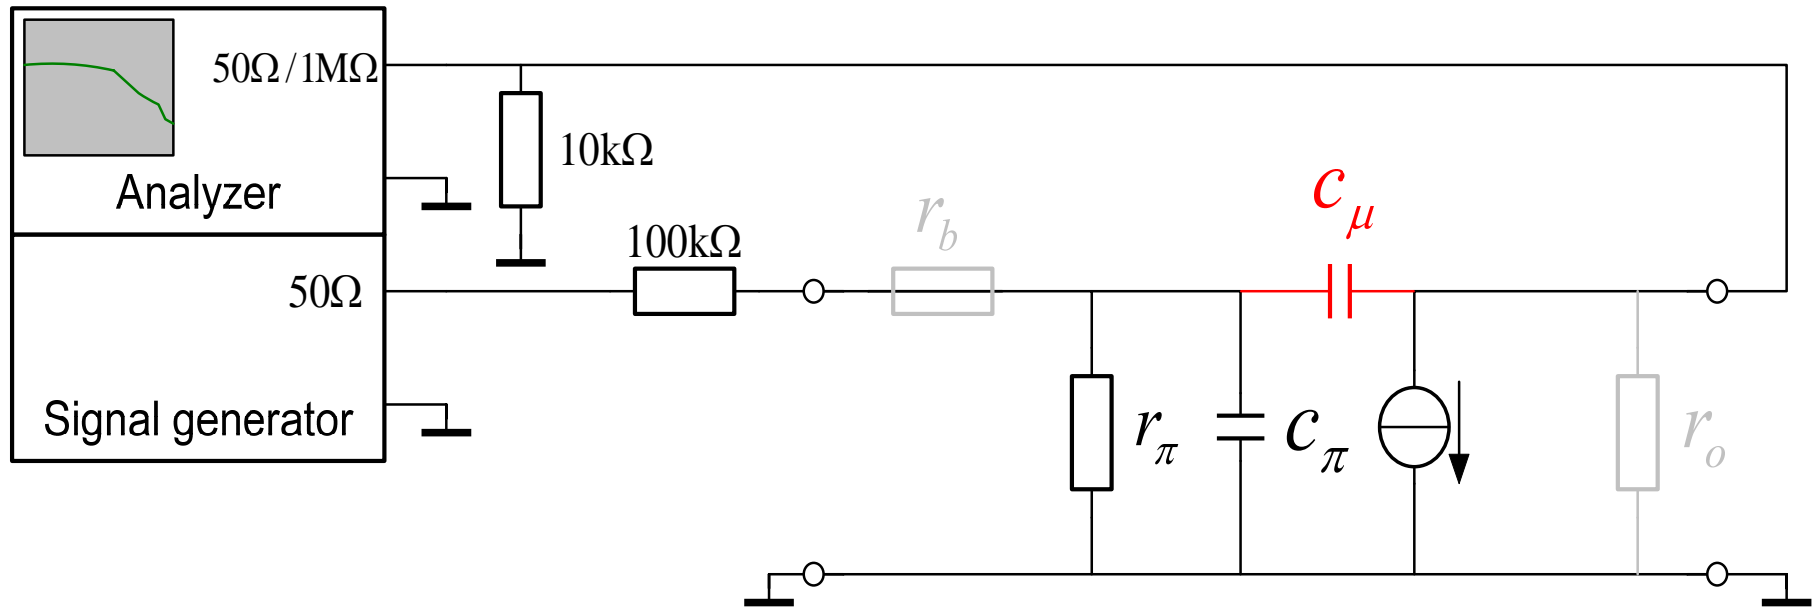 50Ω/1MΩ
10kΩ
Analyzer
100kΩ
r_b
c_μ
50Ω
Signal generator
r_π
c_π
r_o